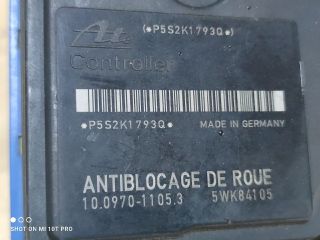 Ate
(*P5S2K1793Q*)
Controller
*P5S2K1793Q*
MADE IN GERMANY
ANTIBLOCAGE DE ROUE
10.0970-1105.3
5WK84105
SHOT ON MI 10T PRO